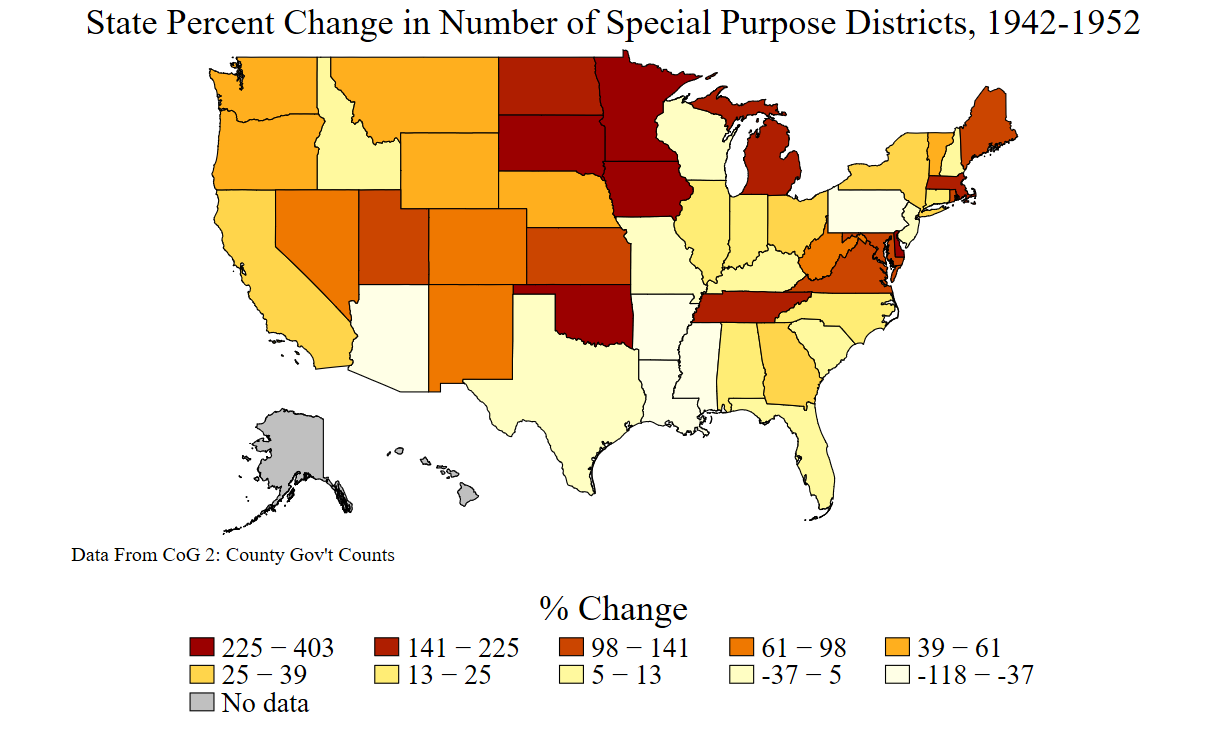 State Percent Change in Number of Special Purpose Districts, 1942-1952
Data From CoG 2: County Gov't Counts
% Change
225 − 403 141 − 225 98 − 141 61 − 98 39 − 61
25 − 39 13 − 25 5 − 13 -37 − 5 -118 − -37
No data